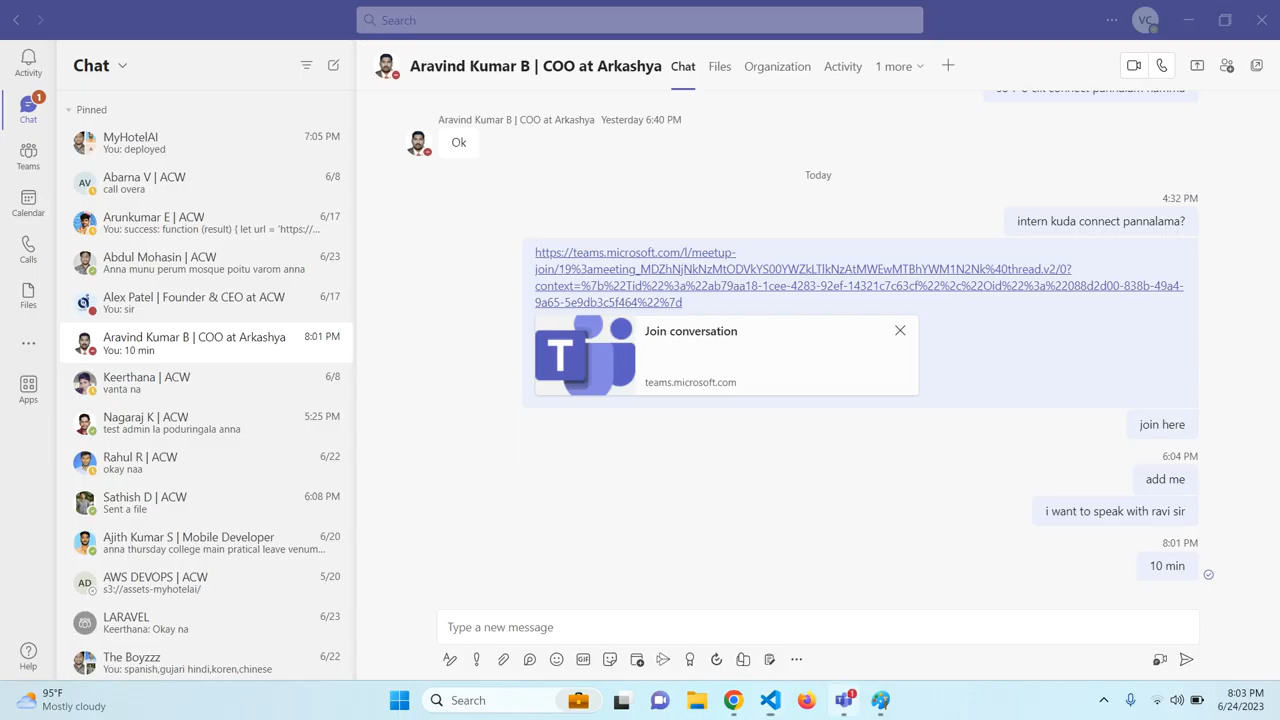 Search
VC
Activity
Chat
Aravind Kumar B | COO at Arkashya
Chat
Files
Organization
Activity
1 more
1
Chat
Teams
Calendar
Calls
Files
Apps
Help
Pinned
MyHotelAI
7:05 PM
You: deployed
AV
Abarna V | ACW
6/8
call overa
Arunkumar E | ACW
6/17
You: success: function (result) { let url = 'https://...
Abdul Mohasin | ACW
6/23
Anna munu perum mosque poitu varom anna
Alex Patel | Founder & CEO at ACW
6/17
You: sir
Aravind Kumar B | COO at Arkashya
8:01 PM
You: 10 min
Keerthana | ACW
6/8
vanta na
Nagaraj K | ACW
5:25 PM
test admin la poduringala anna
Rahul R | ACW
6/22
okay naa
Sathish D | ACW
6:08 PM
Sent a file
Ajith Kumar S | Mobile Developer
6/20
anna thursday college main pratical leave venum...
AD
AWS DEVOPS | ACW
5/20
s3://assets-myhotelai/
LARAVEL
6/23
Keerthana: Okay na
The Boyzzz
6/22
You: spanish,gujari hindi,koren,chinese
Aravind Kumar B | COO at Arkashya Yesterday 6:40 PM
Ok
Today
4:32 PM
intern kuda connect pannalama?
https://teams.microsoft.com/l/meetup-
join/19%3ameeting_MDZhNjNkNzMtODVkYS00YWZkLTlkNzAtMWEwMTBhYWM1N2Nk%40thread.v2/0?
context=%7b%22Tid%22%3a%22ab79aa18-1cee-4283-92ef-14321c7c63cf%22%2c%22Oid%22%3a%22088d2d00-838b-49a4-
9a65-5e9db3c5f464%22%7d
T
Join conversation
teams.microsoft.com
join here
6:04 PM
add me
i want to speak with ravi sir
8:01 PM
10 min
Type a new message
GIF
95°F
Mostly cloudy
Search
1
8:03 PM
6/24/2023